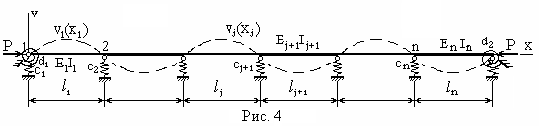 v
v₁(x₁) vⱼ(xⱼ)
P 1 2 Eⱼ₊₁Iⱼ₊₁ n EₙIₙ d₂ P x
c₁ d₁ E₁I₁ c₂ cⱼ₊₁ cₙ 2
l₁ lⱼ lⱼ₊₁ lₙ
Рис. 4